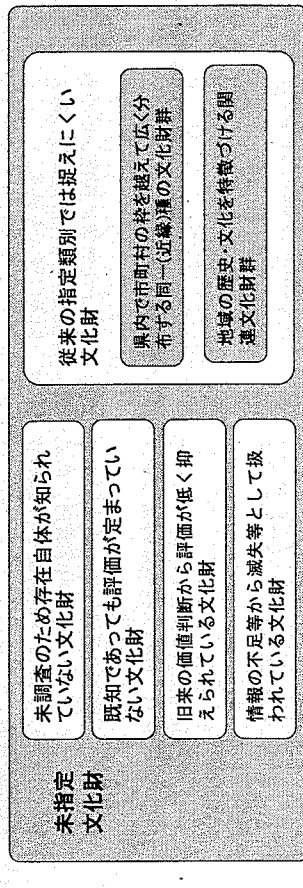 未指定
文化財
未調査のため存在自体が知られ
ていない文化財
既知であっても評価が定まってい
ない文化財
旧来の価値判断から評価が低く抑
えられている文化財
情報の不足等から滅失等として扱
われている文化財
従来の指定類別では捉えにくい
文化財
県内で市町村の枠を越えて広く分
布する同一(近縁)種の文化財群
地域の歴史・文化を特徴づける関
連文化財群